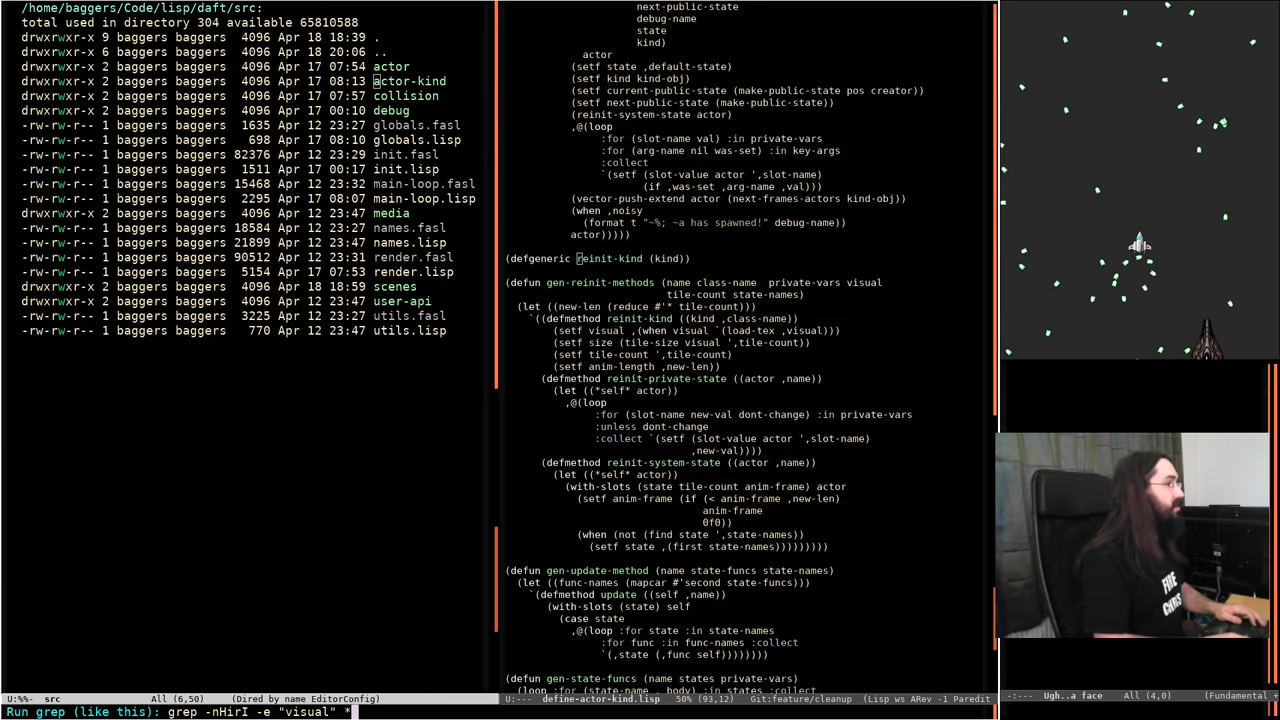 /home/baggers/Code/lisp/daft/src:
total used in directory 304 available 65810588
drwxrwxr-x 9 baggers baggers  4096 Apr 18 18:39 .
drwxrwxr-x 6 baggers baggers  4096 Apr 18 20:06 ..
drwxrwxr-x 2 baggers baggers  4096 Apr 17 07:54 actor
drwxrwxr-x 2 baggers baggers  4096 Apr 17 08:13 actor-kind
drwxrwxr-x 2 baggers baggers  4096 Apr 17 07:57 collision
drwxrwxr-x 2 baggers baggers  4096 Apr 17 00:10 debug
-rw-rw-r-- 1 baggers baggers  1635 Apr 12 23:27 globals.fasl
-rw-rw-r-- 1 baggers baggers   698 Apr 17 08:10 globals.lisp
-rw-rw-r-- 1 baggers baggers 82376 Apr 12 23:29 init.fasl
-rw-rw-r-- 1 baggers baggers  1511 Apr 17 00:17 init.lisp
-rw-rw-r-- 1 baggers baggers 15468 Apr 12 23:32 main-loop.fasl
-rw-rw-r-- 1 baggers baggers  2295 Apr 17 08:07 main-loop.lisp
drwxrwxr-x 2 baggers baggers  4096 Apr 12 23:47 media
-rw-rw-r-- 1 baggers baggers 18584 Apr 12 23:27 names.fasl
-rw-rw-r-- 1 baggers baggers 21899 Apr 12 23:47 names.lisp
-rw-rw-r-- 1 baggers baggers 90512 Apr 12 23:31 render.fasl
-rw-rw-r-- 1 baggers baggers  5154 Apr 17 07:53 render.lisp
drwxrwxr-x 2 baggers baggers  4096 Apr 18 18:59 scenes
drwxrwxr-x 2 baggers baggers  4096 Apr 12 23:47 user-api
-rw-rw-r-- 1 baggers baggers  3225 Apr 12 23:27 utils.fasl
-rw-rw-r-- 1 baggers baggers   770 Apr 12 23:47 utils.lisp
U:%%-  src  All (6,50)  (Dired by name EditorConfig)
next-public-state
debug-name
state
kind)
actor
(setf state ,default-state)
(setf kind kind-obj)
(setf current-public-state (make-public-state pos creator))
(setf next-public-state (make-public-state))
(reinit-system-state actor)
,@(loop
:for (slot-name val) :in private-vars
:for (arg-name nil was-set) :in key-args
:collect
`(setf (slot-value actor ',slot-name)
(if ,was-set ,arg-name ,val)))
(vector-push-extend actor (next-frames-actors kind-obj))
(when ,noisy
(format t "~%; ~a has spawned!" debug-name))
actor)))))
(defgeneric reinit-kind (kind))
(defun gen-reinit-methods (name class-name  private-vars visual
tile-count state-names)
(let ((new-len (reduce #'* tile-count)))
`((defmethod reinit-kind ((kind ,class-name))
(setf visual ,(when visual `(load-tex ,visual)))
(setf size (tile-size visual ',tile-count))
(setf tile-count ',tile-count)
(setf anim-length ,new-len))
(defmethod reinit-private-state ((actor ,name))
(let ((*self* actor))
,@(loop
:for (slot-name new-val dont-change) :in private-vars
:unless dont-change
:collect `(setf (slot-value actor ',slot-name)
,new-val))))
(defmethod reinit-system-state ((actor ,name))
(let ((*self* actor))
(with-slots (state tile-count anim-frame) actor
(setf anim-frame (if (< anim-frame ,new-len)
anim-frame
0f0))
(when (not (find state ',state-names))
(setf state ,(first state-names)))))))))
(defun gen-update-method (name state-funcs state-names)
(let ((func-names (mapcar #'second state-funcs)))
`(defmethod update ((self ,name))
(with-slots (state) self
(case state
,@(loop :for state :in state-names
:for func :in func-names :collect
`(,state (,func self))))))))
(defun gen-state-funcs (name states private-vars)
(loop :for (state-name . body) :in states :collect
U:---  define-actor-kind.lisp  50% (93,12)  Git:feature/cleanup  (Lisp ws ARev -1 Paredit
FIDE
-:---  Ugh..a face  All (4,0)  (Fundamental +
Run grep (like this): grep -nHirI -e "visual" *